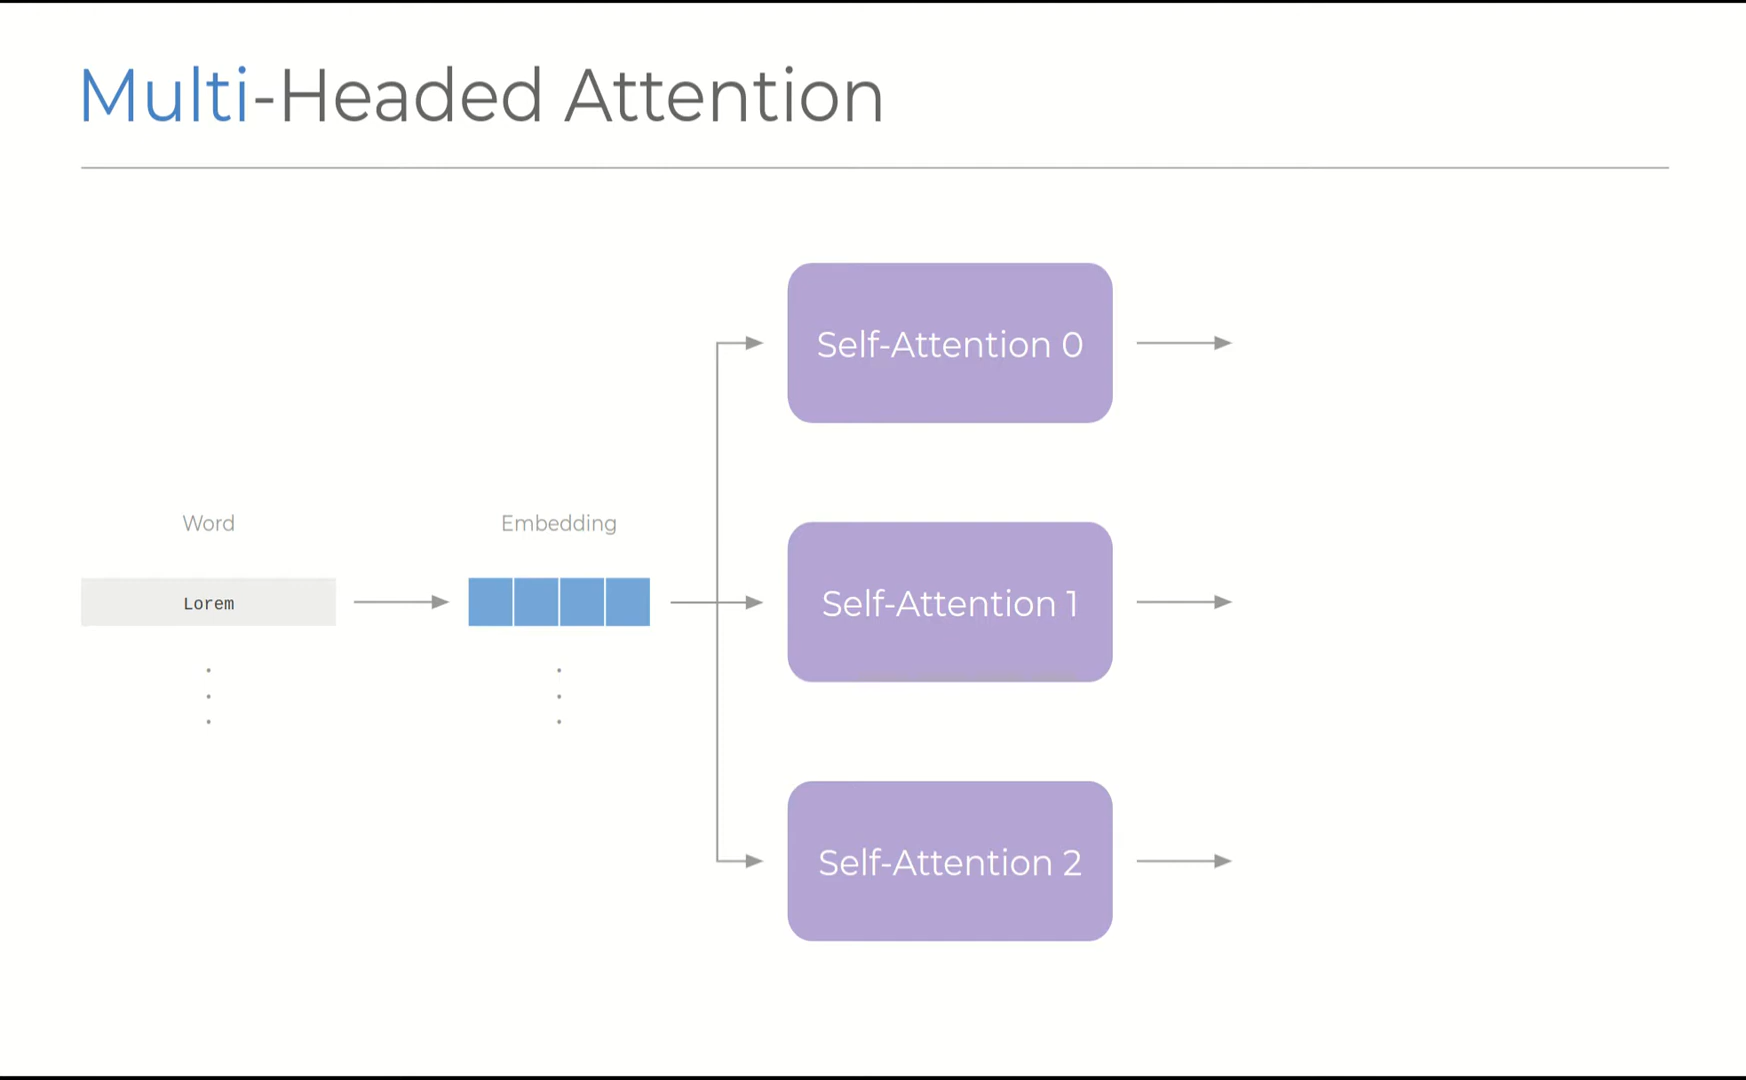 Multi-Headed Attention
Self-Attention 0
Word
Embedding
Lorem
Self-Attention 1
Self-Attention 2